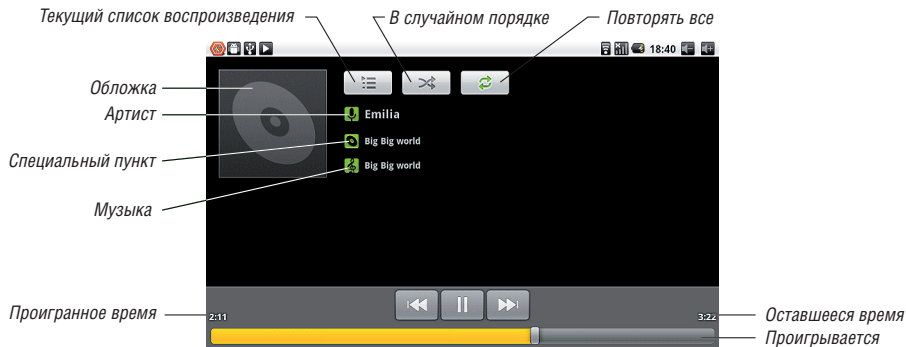 Текущий список воспроизведения
В случайном порядке
Повторять все
18:40
Обложка
Артист
Emilia
Специальный пункт
Big Big world
Big Big world
Музыка
Проигранное время
2:11
3:22
Оставшееся время
Проигрывается